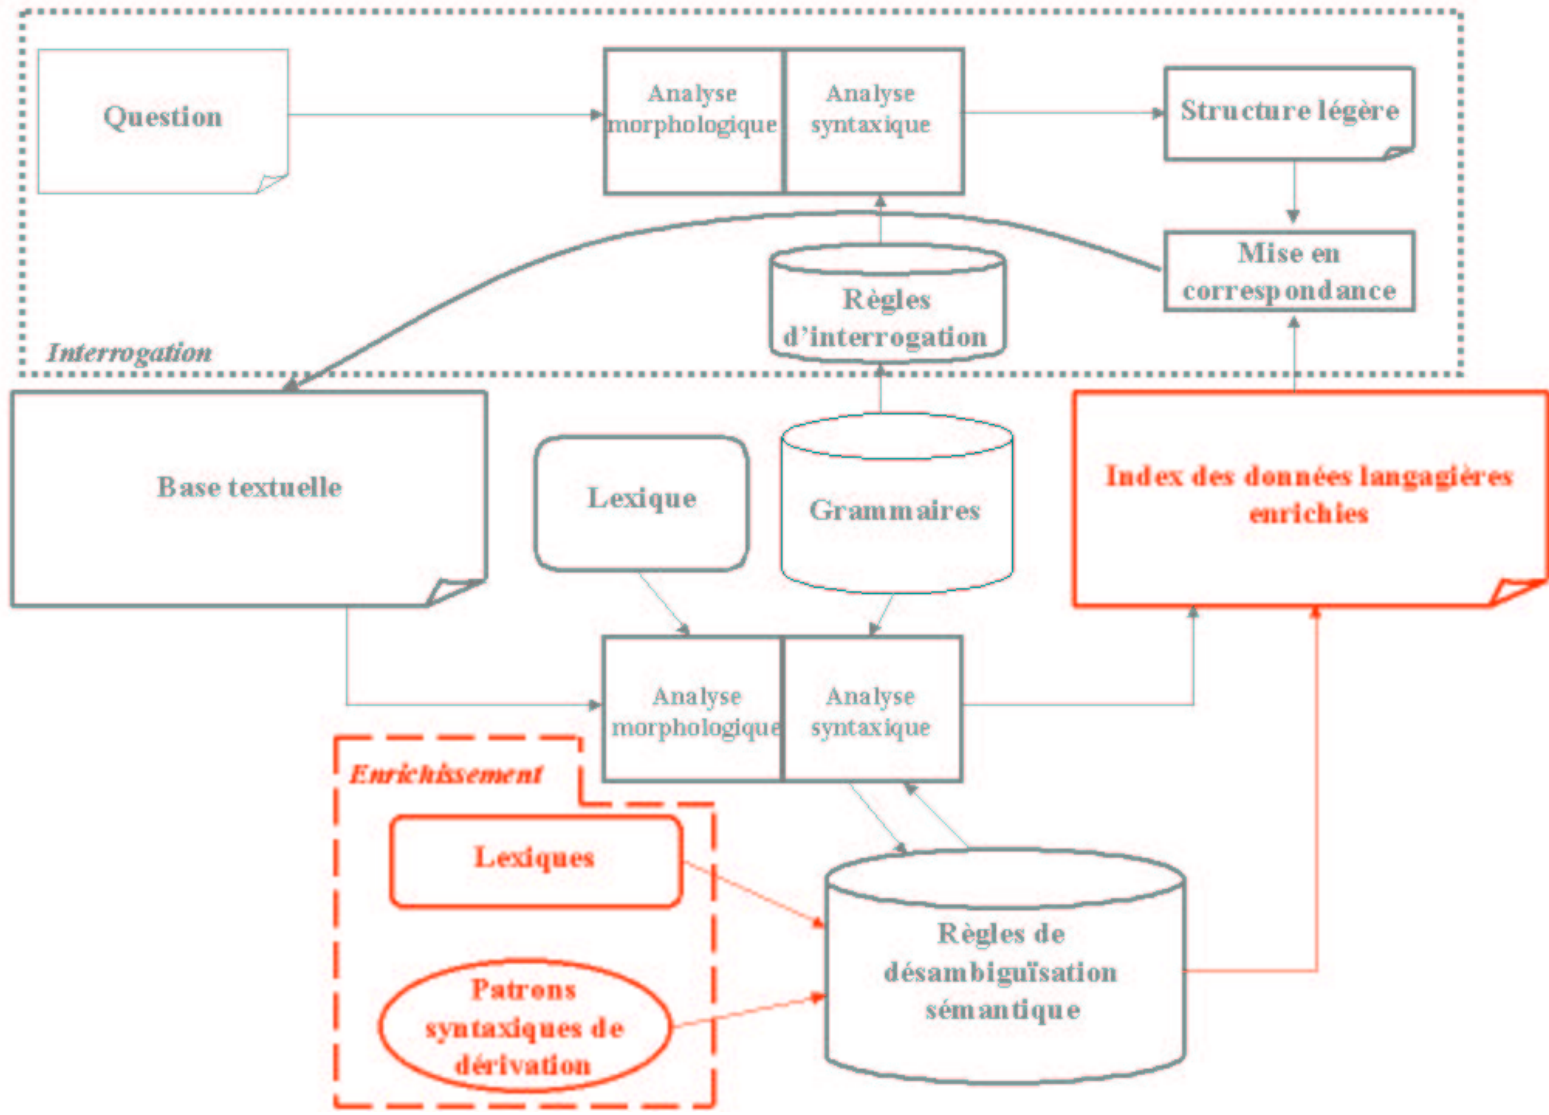 Question
Analyse
morphologique
Analyse
syntaxique
Structure légère
Mise en
correspondance
Règles
d'interrogation
Interrogation
Base textuelle
Lexique
Grammaires
Index des données langagières
enrichies
Analyse
morphologique
Analyse
syntaxique
Enrichissement
Lexiques
Patrons
syntaxiques de
dérivation
Règles de
désambiguïsation
sémantique